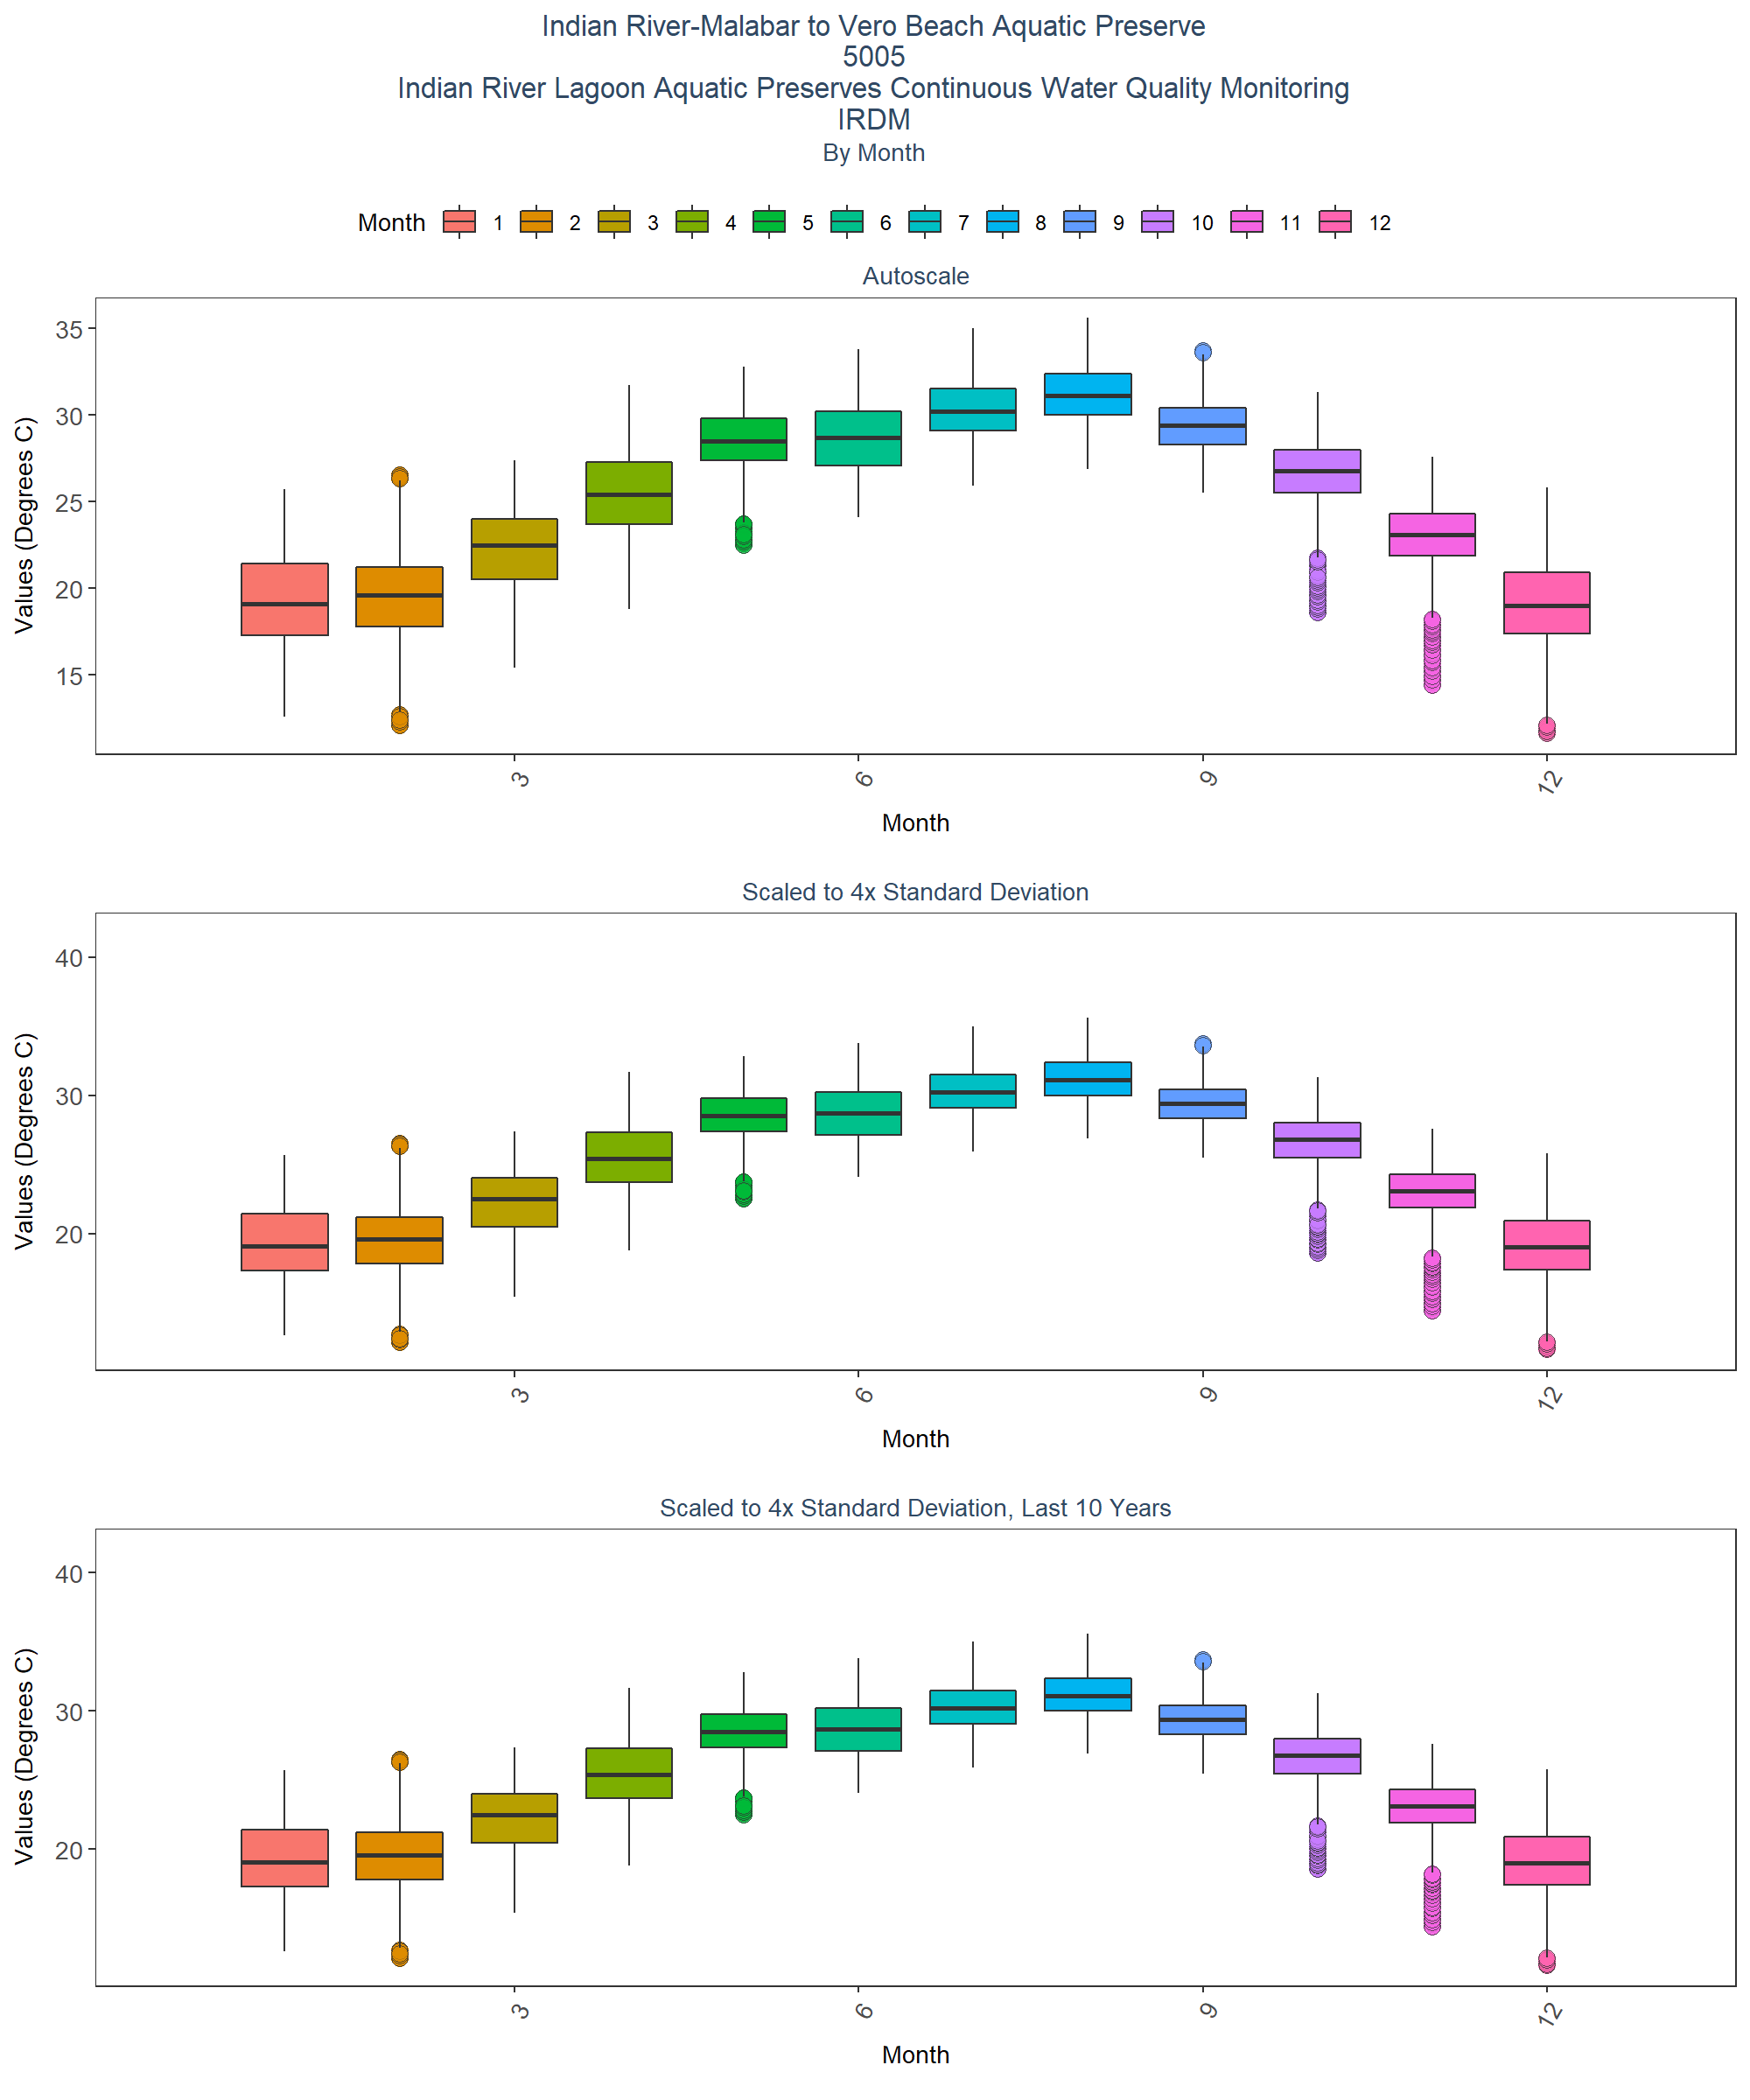 Indian River-Malabar to Vero Beach Aquatic Preserve
5005
Indian River Lagoon Aquatic Preserves Continuous Water Quality Monitoring
IRDM
By Month
Month 1 2 3 4 5 6 7 8 9 10 11 12
Autoscale
Values (Degrees C)
35
30
25
20
15
3 6 9 12
Month
Scaled to 4x Standard Deviation
Values (Degrees C)
40
30
20
3 6 9 12
Month
Scaled to 4x Standard Deviation, Last 10 Years
Values (Degrees C)
40
30
20
3 6 9 12
Month